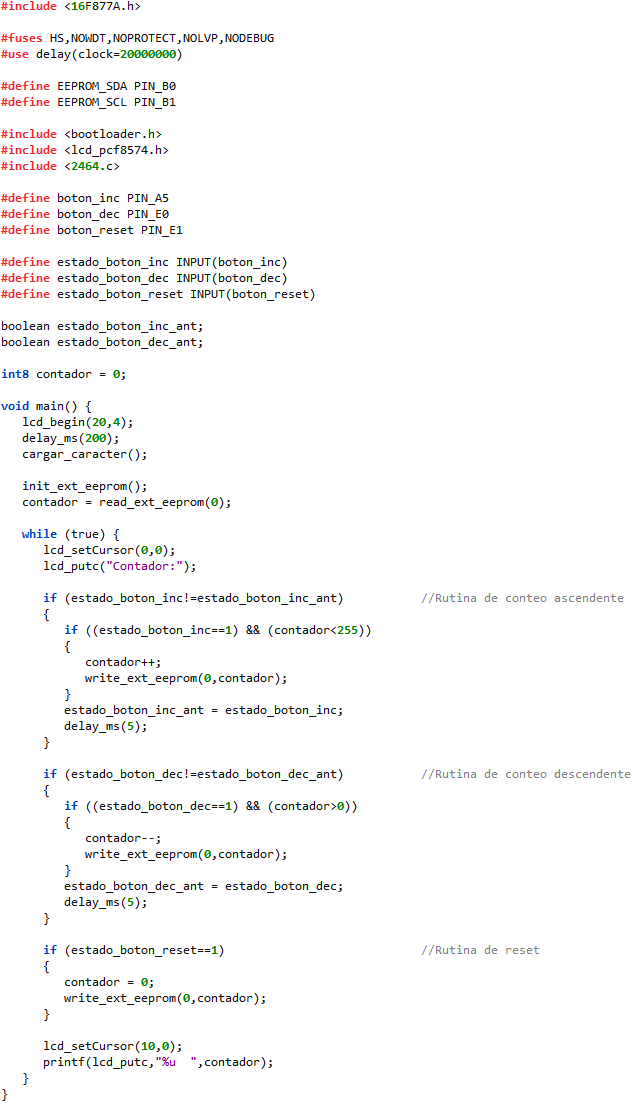 #include <16F877A.h>
#fuses HS,NOWDT,NOPROTECT,NOLVP,NODEBUG
#use delay(clock=20000000)
#define EEPROM_SDA PIN_B0
#define EEPROM_SCL PIN_B1
#include <bootloader.h>
#include <lcd_pcf8574.h>
#include <2464.c>
#define boton_inc PIN_A5
#define boton_dec PIN_E0
#define boton_reset PIN_E1
#define estado_boton_inc INPUT(boton_inc)
#define estado_boton_dec INPUT(boton_dec)
#define estado_boton_reset INPUT(boton_reset)
boolean estado_boton_inc_ant;
boolean estado_boton_dec_ant;
int8 contador = 0;
void main() {
   lcd_begin(20,4);
   delay_ms(200);
   cargar_caracter();
   init_ext_eeprom();
   contador = read_ext_eeprom(0);
   while (true) {
      lcd_setCursor(0,0);
      lcd_putc("Contador:");
      if (estado_boton_inc!=estado_boton_inc_ant)           //Rutina de conteo ascendente
      {
         if ((estado_boton_inc==1) && (contador<255))
         {
            contador++;
            write_ext_eeprom(0,contador);
         }
         estado_boton_inc_ant = estado_boton_inc;
         delay_ms(5);
      }
      if (estado_boton_dec!=estado_boton_dec_ant)           //Rutina de conteo descendente
      {
         if ((estado_boton_dec==1) && (contador>0))
         {
            contador--;
            write_ext_eeprom(0,contador);
         }
         estado_boton_dec_ant = estado_boton_dec;
         delay_ms(5);
      }
      if (estado_boton_reset==1)                            //Rutina de reset
      {
         contador = 0;
         write_ext_eeprom(0,contador);
      }
      lcd_setCursor(10,0);
      printf(lcd_putc,"%u  ",contador);
   }
}